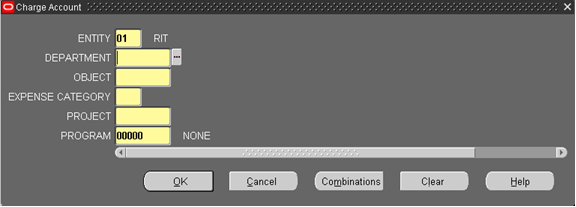 Charge Account
ENTITY 01 RIT
DEPARTMENT
OBJECT
EXPENSE CATEGORY
PROJECT
PROGRAM 00000 NONE
OK Cancel Combinations Clear Help